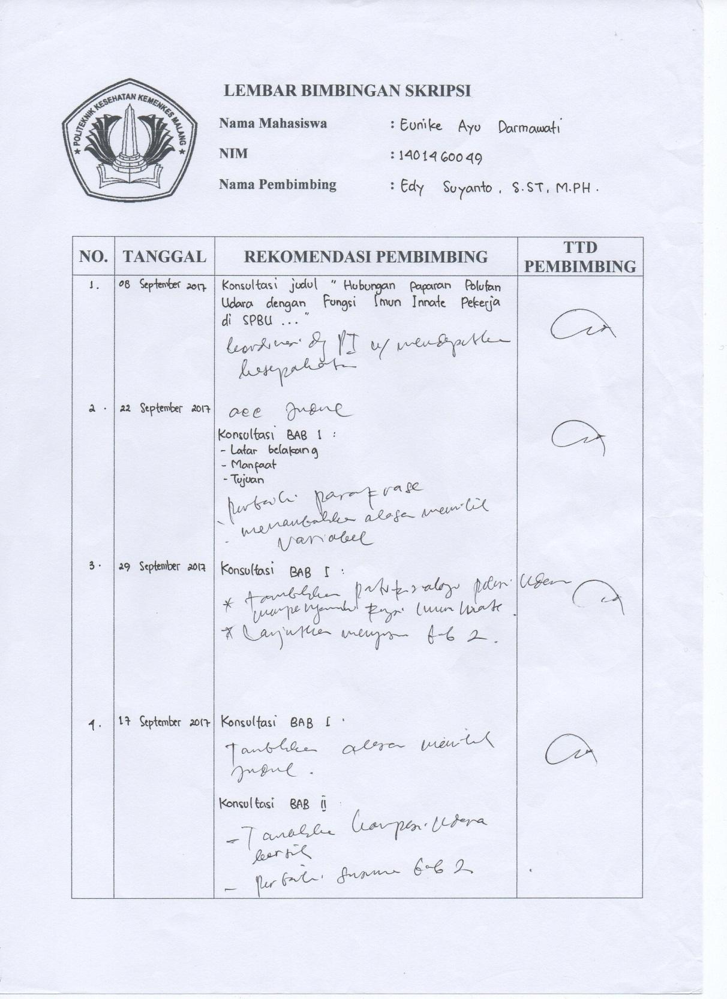 POLITEKNIK KESEHATAN KEMENKES MALANG
LEMBAR BIMBINGAN SKRIPSI
Nama Mahasiswa : Eunike Ayu Darmawati
NIM : 1401460049
Nama Pembimbing : Edy Suyanto, S.ST, M.PH.
NO. TANGGAL REKOMENDASI PEMBIMBING TTD PEMBIMBING
1. 08 September 2017 Konsultasi judul " Hubungan Paparan Polutan
Udara dengan Fungsi Imun Innate Pekerja
di SPBU ... "
koordinasi dg PI u/ mendapatkan
kesepakatan
2. 22 September 2017 acc judul
Konsultasi BAB I :
- Latar belakang
- Manfaat
- Tujuan
perbaiki parafrase
- menambahkan alasan memilih
variabel
3. 29 September 2017 Konsultasi BAB I :
* tambahkan patofisiologi polusi udara
mempengaruhi fungsi imun innate.
* Lanjutkan menyusun bab 2.
4. 17 September 2017 Konsultasi BAB I :
Tambahkan alasan memilih
judul.
Konsultasi BAB II :
- Tambahkan komposisi udara
bersih
- perbaiki susunan bab 2